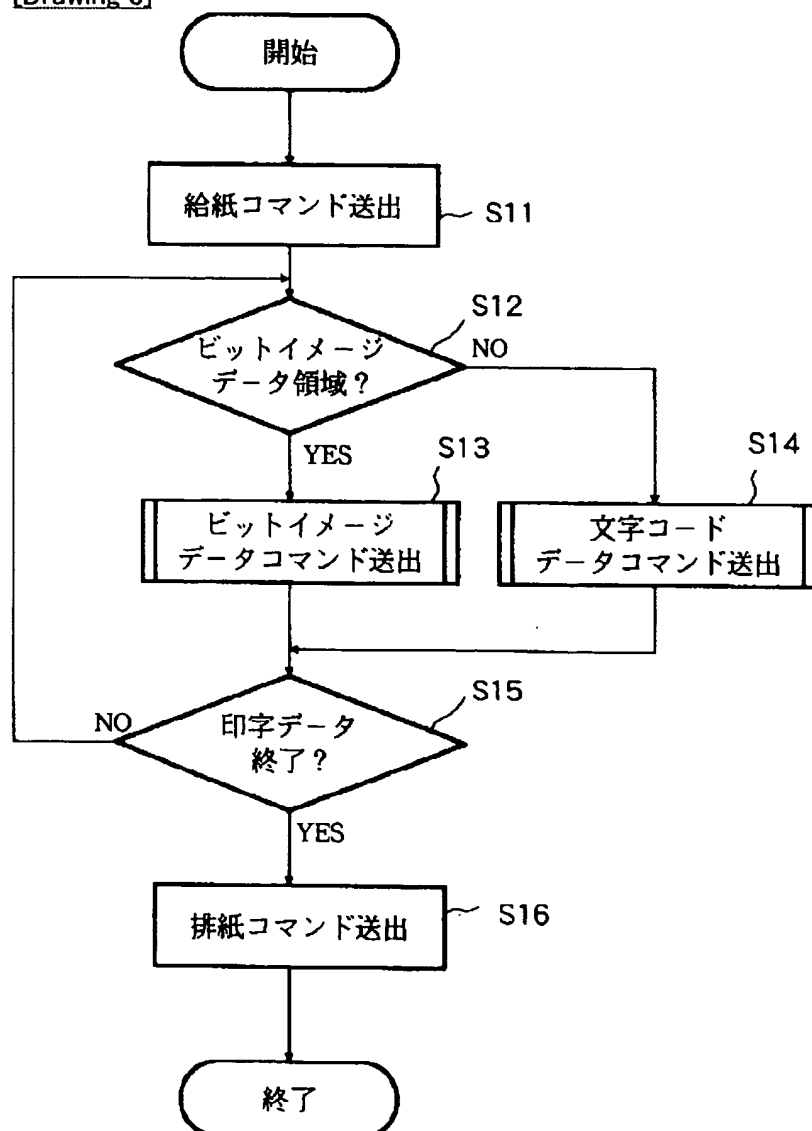 開始
給紙コマンド送出
S11
S12
ビットイメージ
データ領域？
NO
YES
S13
S14
ビットイメージ
データコマンド送出
文字コード
データコマンド送出
S15
NO
印字データ
終了？
YES
排紙コマンド送出
S16
終了